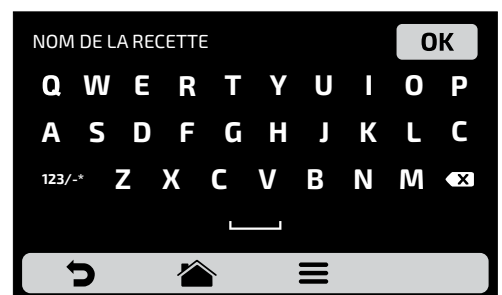 NOM DE LA RECETTE OK
Q W E R T Y U I O P
A S D F G H J K L C
123/-* Z X C V B N M